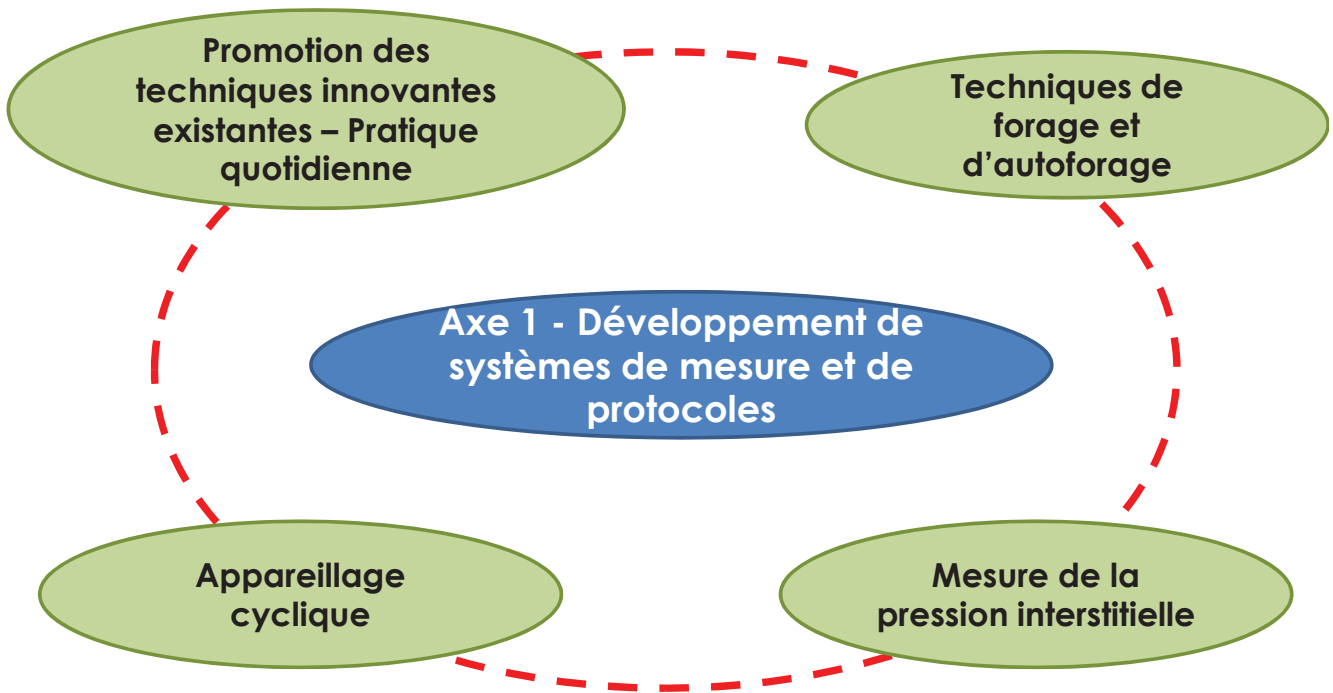 Promotion des
techniques innovantes
existantes – Pratique
quotidienne
Techniques de
forage et
d’autoforage
Axe 1 - Développement de
systèmes de mesure et de
protocoles
Appareillage
cyclique
Mesure de la
pression interstitielle